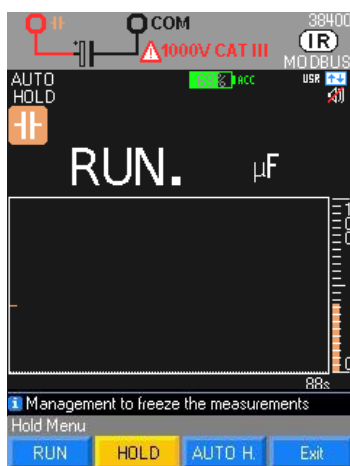 COM
38400
1000V CAT III
IR
MODBUS
AUTO
HOLD
ACC
USR
RUN.
µF
88s
Management to freeze the measurements
Hold Menu
RUN
HOLD
AUTO H.
Exit